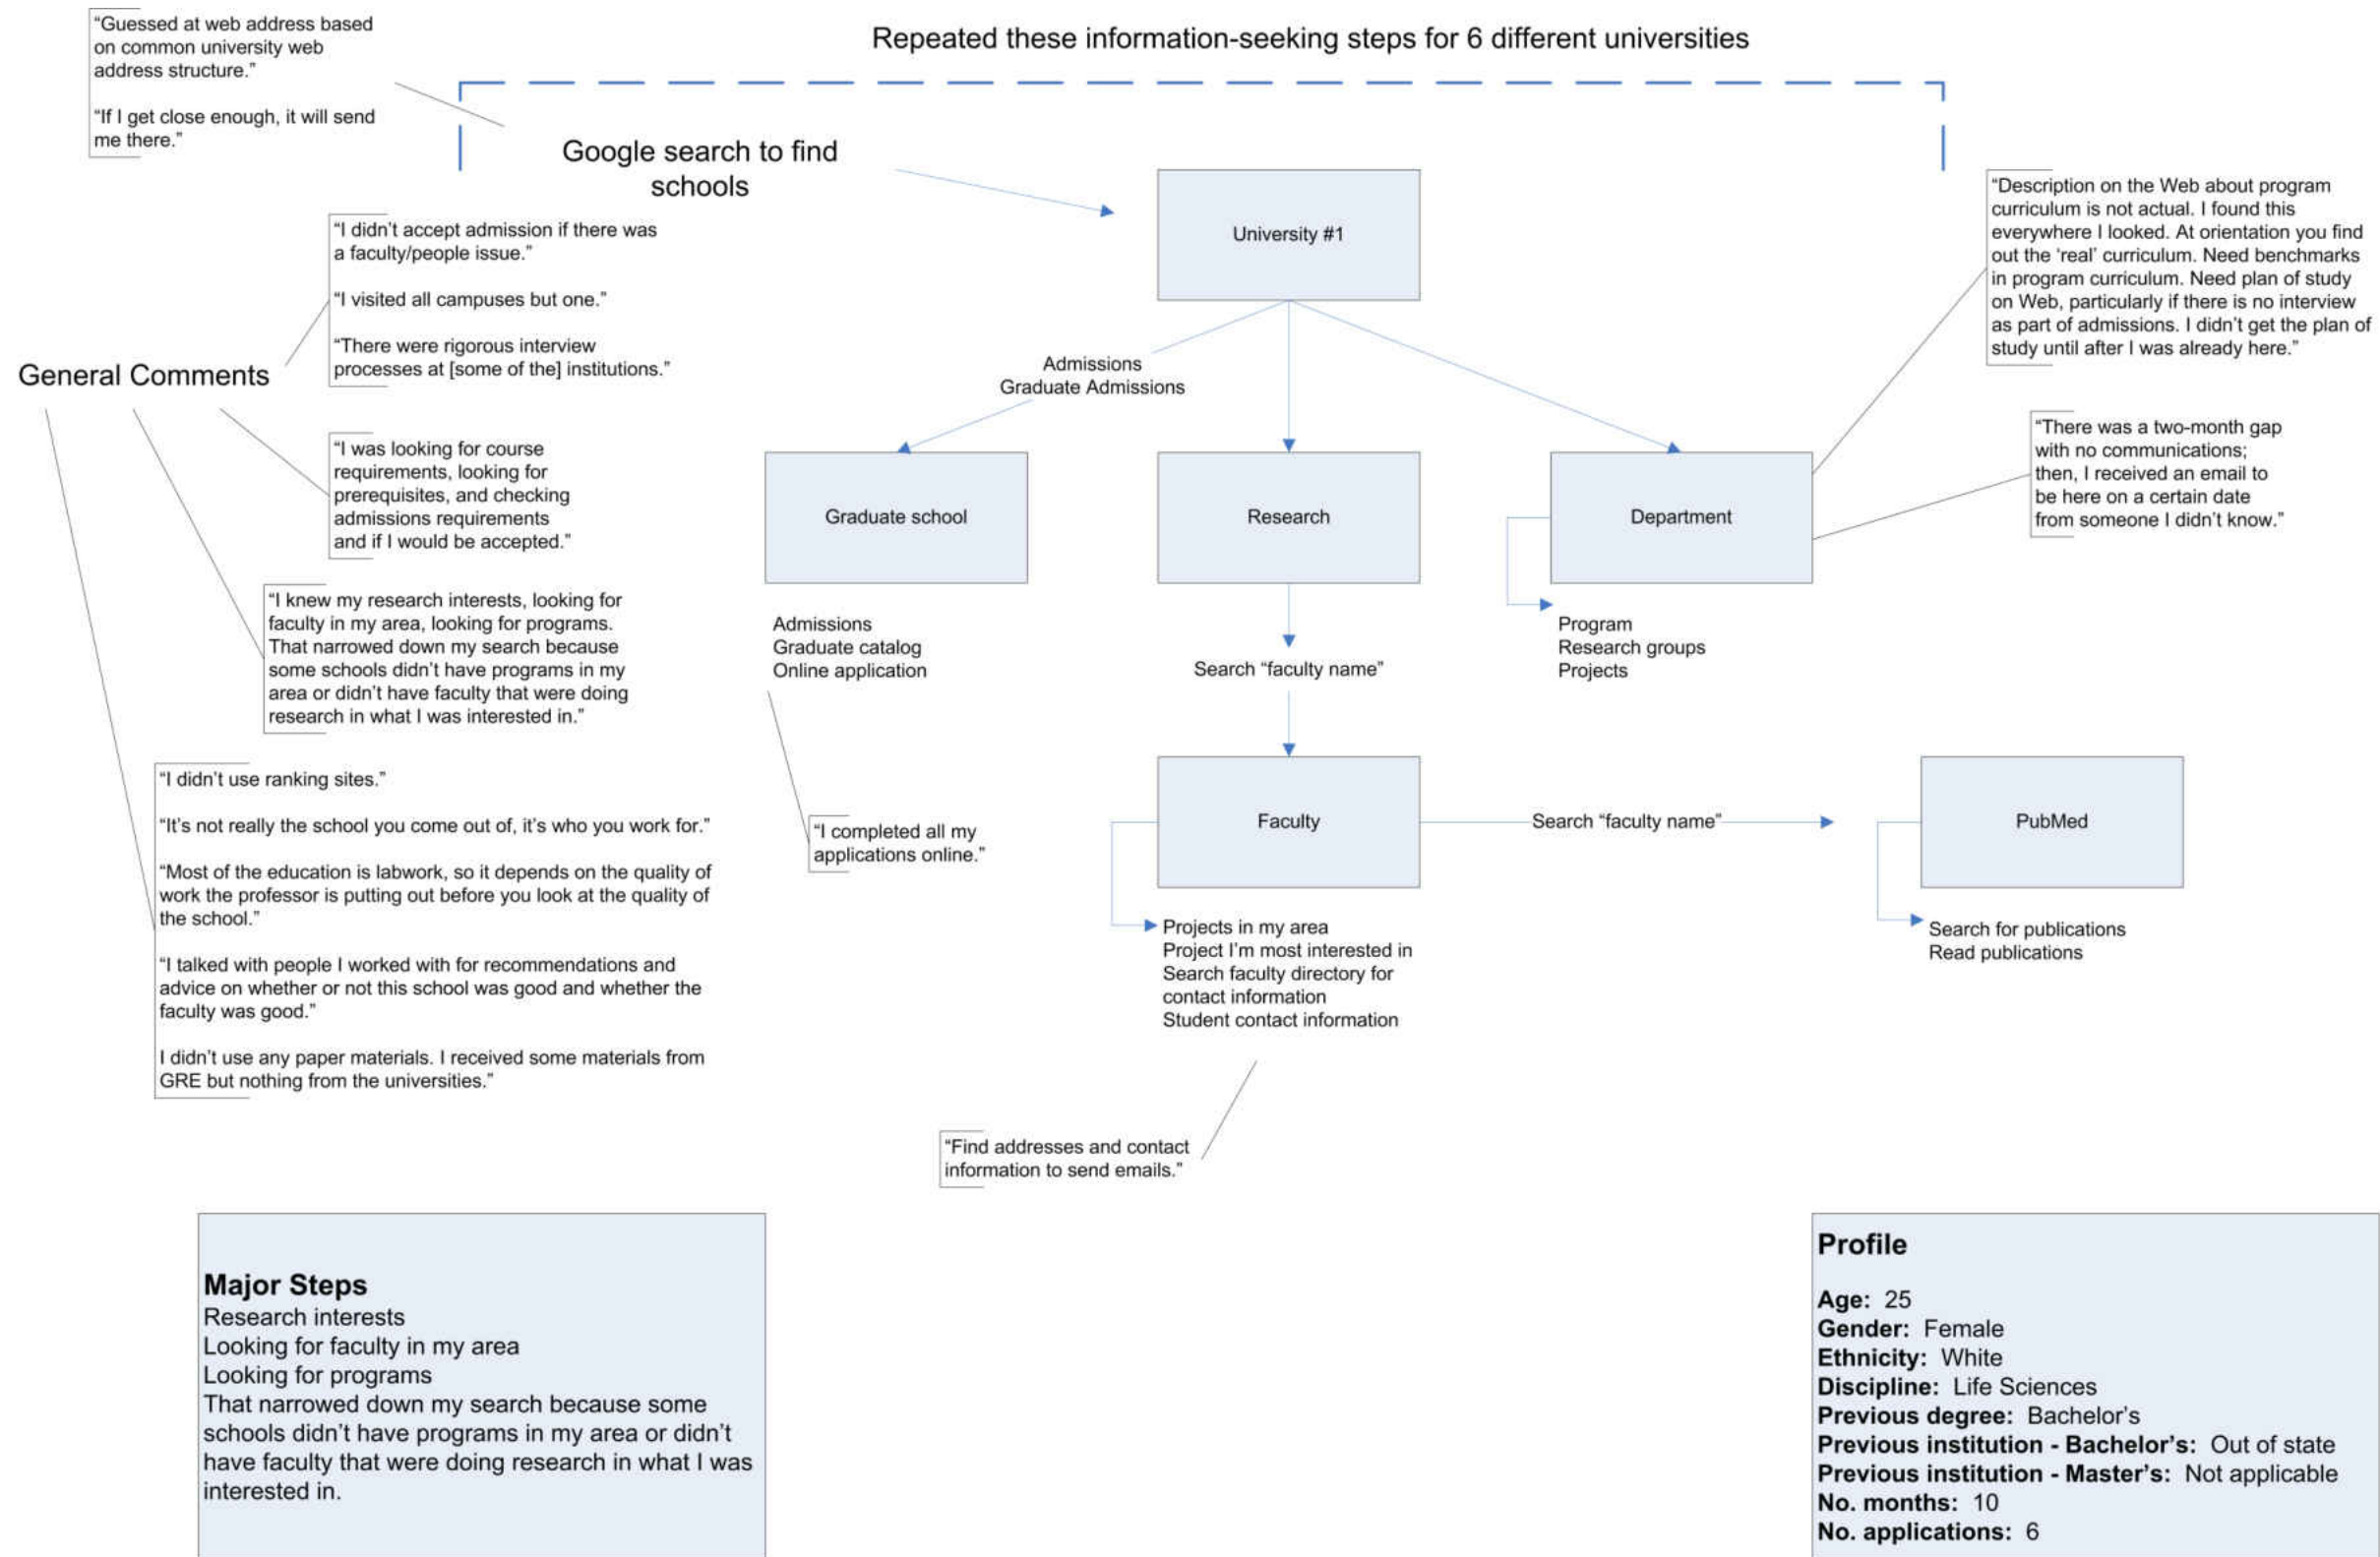 “Guessed at web address based
on common university web
address structure.”
“If I get close enough, it will send
me there.”
Repeated these information-seeking steps for 6 different universities
Google search to find
schools
University #1
“Description on the Web about program
curriculum is not actual. I found this
everywhere I looked. At orientation you find
out the ‘real’ curriculum. Need benchmarks
in program curriculum. Need plan of study
on Web, particularly if there is no interview
as part of admissions. I didn’t get the plan of
study until after I was already here.”
General Comments
“I didn’t accept admission if there was
a faculty/people issue.”
“I visited all campuses but one.”
“There were rigorous interview
processes at [some of the] institutions.”
Admissions
Graduate Admissions
“I was looking for course
requirements, looking for
prerequisites, and checking
admissions requirements
and if I would be accepted.”
Graduate school
Research
Department
“There was a two-month gap
with no communications;
then, I received an email to
be here on a certain date
from someone I didn’t know.”
“I knew my research interests, looking for
faculty in my area, looking for programs.
That narrowed down my search because
some schools didn’t have programs in my
area or didn’t have faculty that were doing
research in what I was interested in.”
Admissions
Graduate catalog
Online application
Search “faculty name”
Program
Research groups
Projects
“I didn’t use ranking sites.”
“It’s not really the school you come out of, it’s who you work for.”
“Most of the education is labwork, so it depends on the quality of
work the professor is putting out before you look at the quality of
the school.”
“I talked with people I worked with for recommendations and
advice on whether or not this school was good and whether the
faculty was good.”
I didn’t use any paper materials. I received some materials from
GRE but nothing from the universities.”
“I completed all my
applications online.”
Faculty
Search “faculty name”
PubMed
Projects in my area
Project I’m most interested in
Search faculty directory for
contact information
Student contact information
Search for publications
Read publications
“Find addresses and contact
information to send emails.”
Major Steps
Research interests
Looking for faculty in my area
Looking for programs
That narrowed down my search because some
schools didn’t have programs in my area or didn’t
have faculty that were doing research in what I was
interested in.
Profile
Age: 25
Gender: Female
Ethnicity: White
Discipline: Life Sciences
Previous degree: Bachelor’s
Previous institution - Bachelor’s: Out of state
Previous institution - Master’s: Not applicable
No. months: 10
No. applications: 6